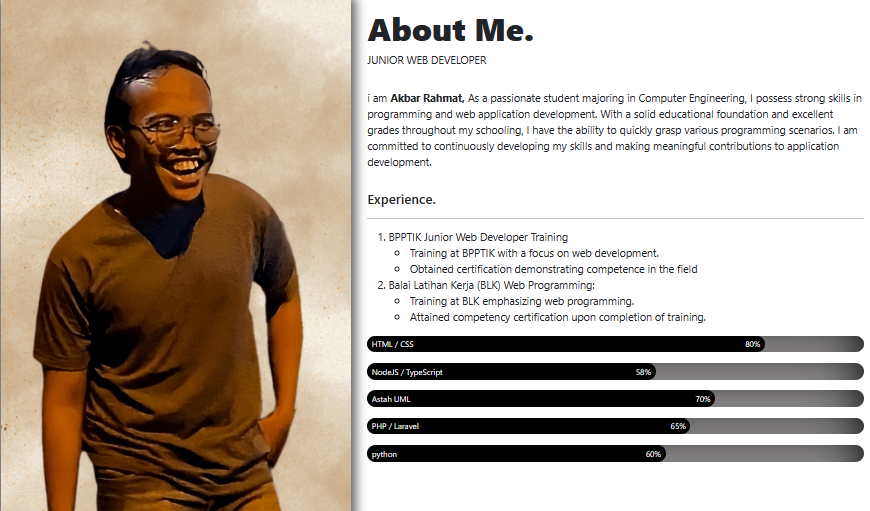 About Me.
JUNIOR WEB DEVELOPER
i am Akbar Rahmat, As a passionate student majoring in Computer Engineering, I possess strong skills in
programming and web application development. With a solid educational foundation and excellent
grades throughout my schooling, I have the ability to quickly grasp various programming scenarios. I am
committed to continuously developing my skills and making meaningful contributions to application
development.
Experience.
1. BPPTIK Junior Web Developer Training
Training at BPPTIK with a focus on web development.
Obtained certification demonstrating competence in the field
2. Balai Latihan Kerja (BLK) Web Programming:
Training at BLK emphasizing web programming.
Attained competency certification upon completion of training.
HTML / CSS 80%
NodeJS / TypeScript 58%
Astah UML 70%
PHP / Laravel 65%
python 60%